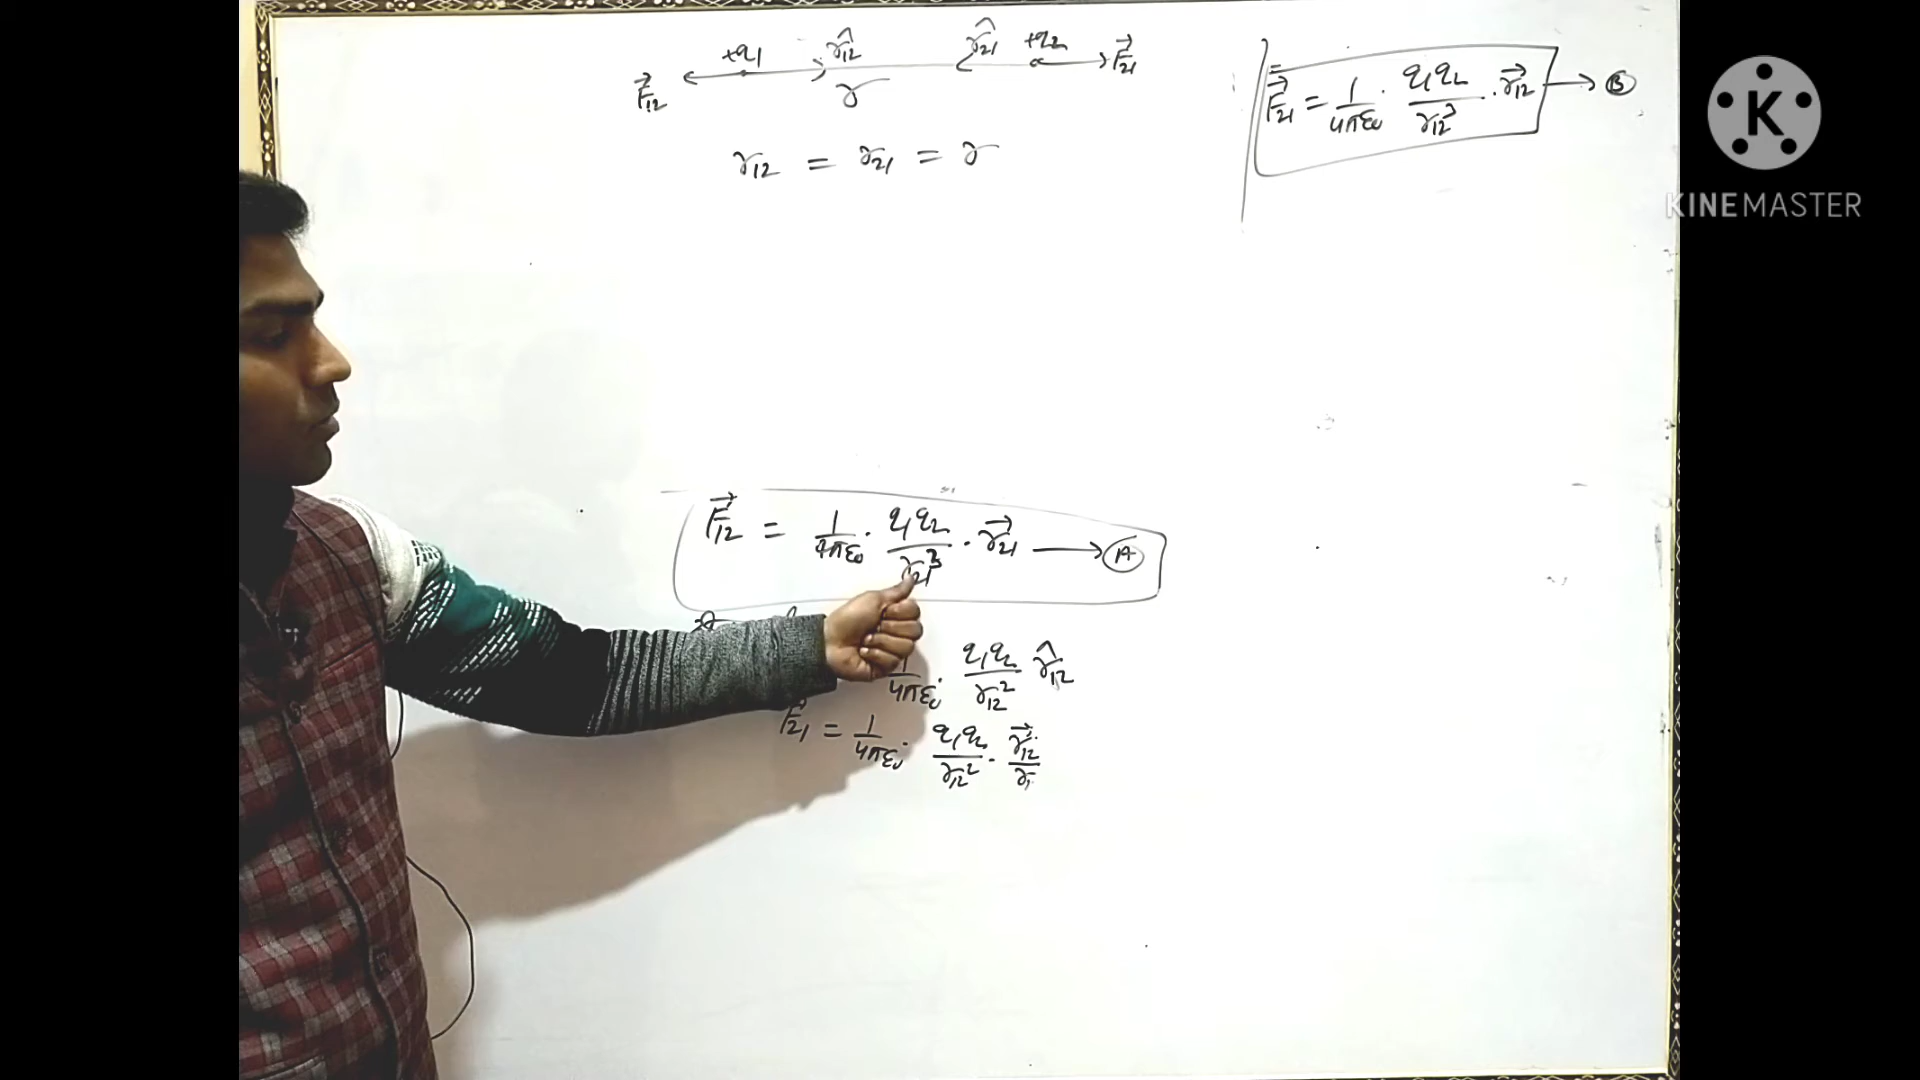 +q₁ r̂₁₂ r̂₂₁ +q₂
F⃗₁₂ r F⃗₂₁
r₁₂ = r₂₁ = r
F⃗₂₁ = 1/4πε₀ · q₁q₂/r₁₂³ · r⃗₁₂ → B
K
KINEMASTER
F⃗₁₂ = 1/4πε₀ · q₁q₂/r₂₁³ · r⃗₂₁ → A
1/4πε₀ · q₁q₂/r₁₂² r̂₁₂
F⃗₂₁ = 1/4πε₀ · q₁q₂/r₁₂² · r⃗₁₂/r